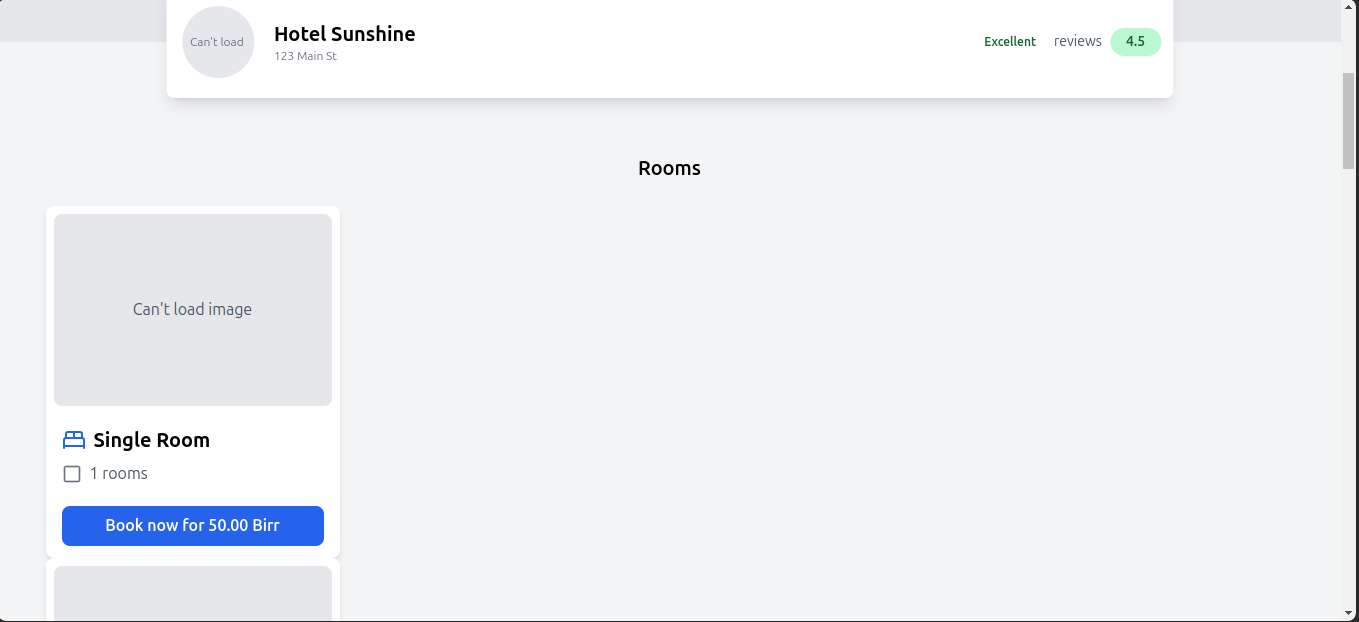 Can't load
Hotel Sunshine
123 Main St
Excellent reviews 4.5
Rooms
Can't load image
Single Room
1 rooms
Book now for 50.00 Birr